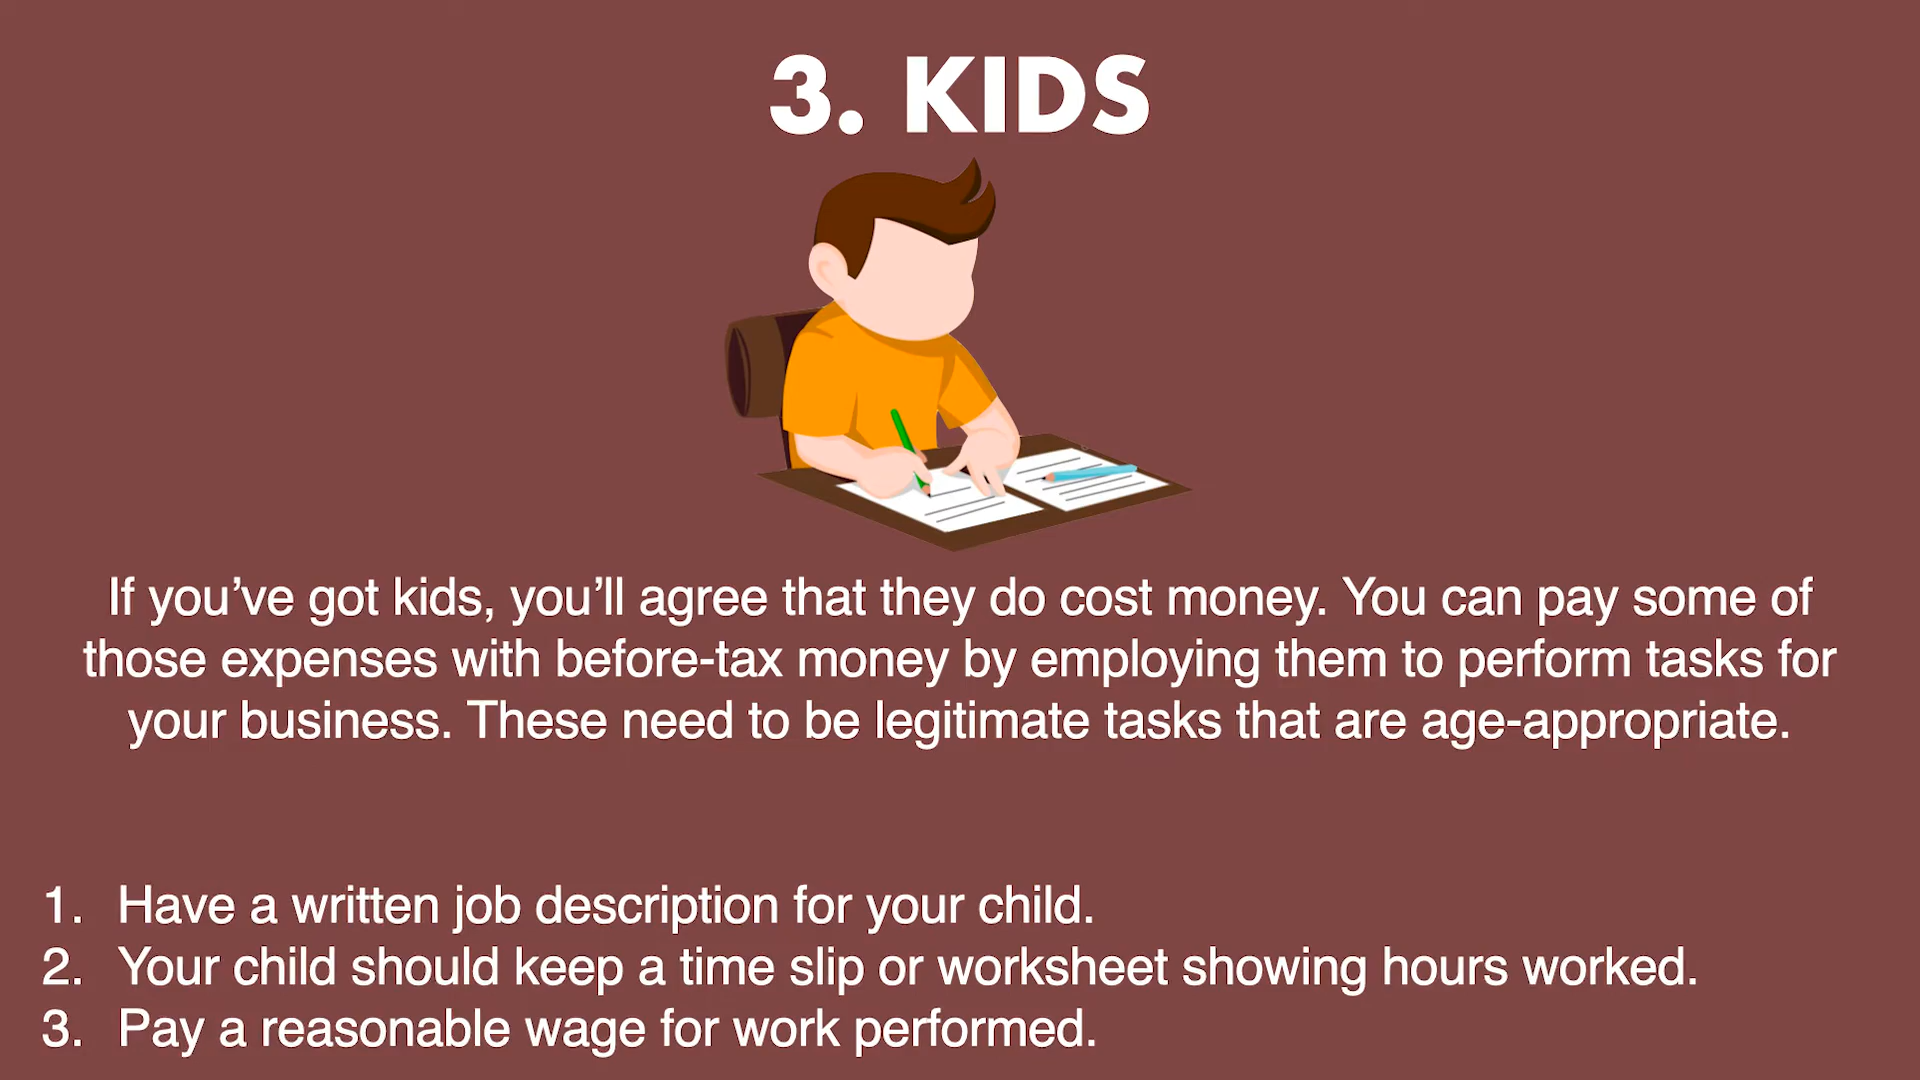 3. KIDS
If you’ve got kids, you’ll agree that they do cost money. You can pay some of
those expenses with before-tax money by employing them to perform tasks for
your business. These need to be legitimate tasks that are age-appropriate.
1. Have a written job description for your child.
2. Your child should keep a time slip or worksheet showing hours worked.
3. Pay a reasonable wage for work performed.